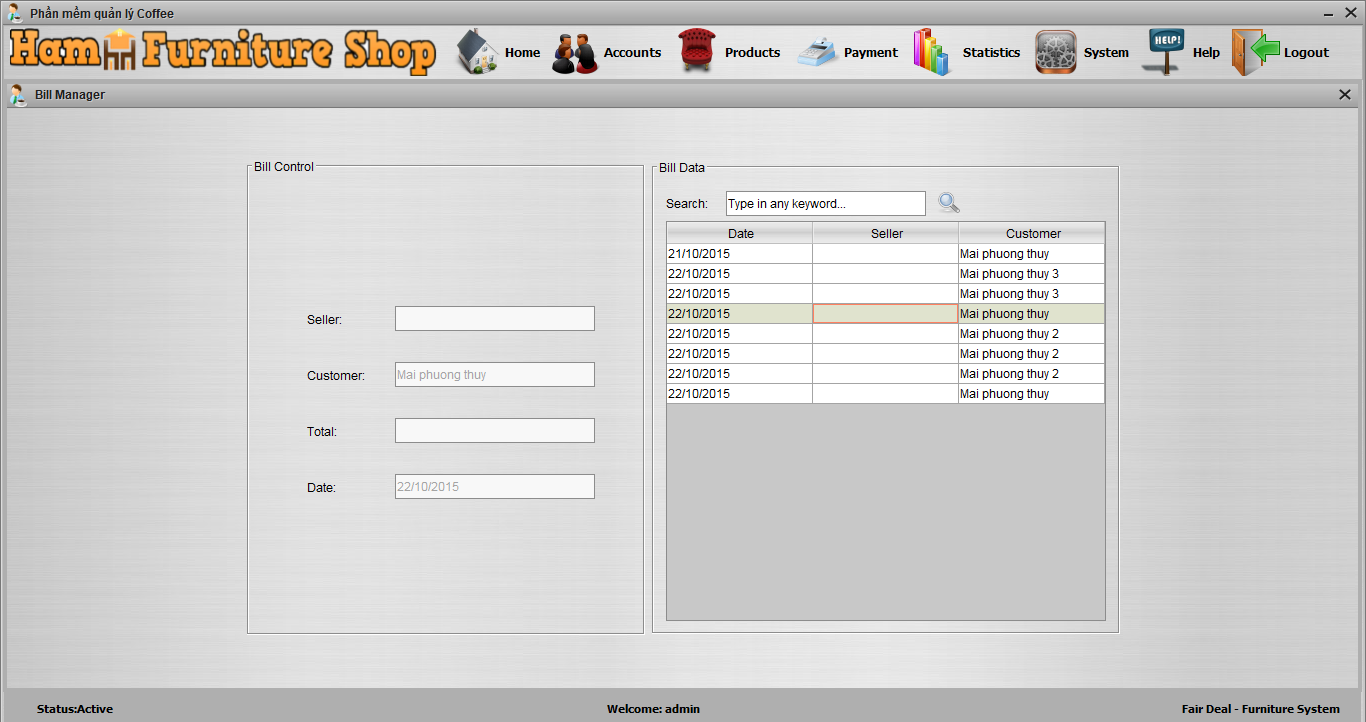 Phần mềm quản lý Coffee
Ham Furniture Shop Home Accounts Products Payment Statistics System HELP! Help Logout
Bill Manager
Bill Control
Seller:
Customer: Mai phuong thuy
Total:
Date: 22/10/2015
Bill Data
Search: Type in any keyword...
Date Seller Customer
21/10/2015 Mai phuong thuy
22/10/2015 Mai phuong thuy 3
22/10/2015 Mai phuong thuy 3
22/10/2015 Mai phuong thuy
22/10/2015 Mai phuong thuy 2
22/10/2015 Mai phuong thuy 2
22/10/2015 Mai phuong thuy 2
22/10/2015 Mai phuong thuy
Status:Active Welcome: admin Fair Deal - Furniture System